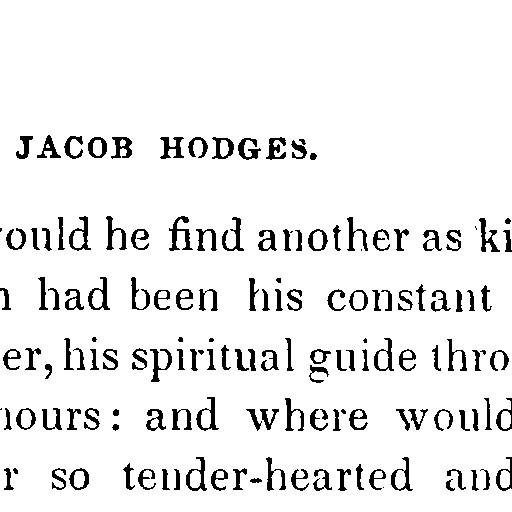 JACOB HODGES.
ould he find another as ki
had been his constant
er, his spiritual guide thro
hours: and where would
r so tender-hearted and